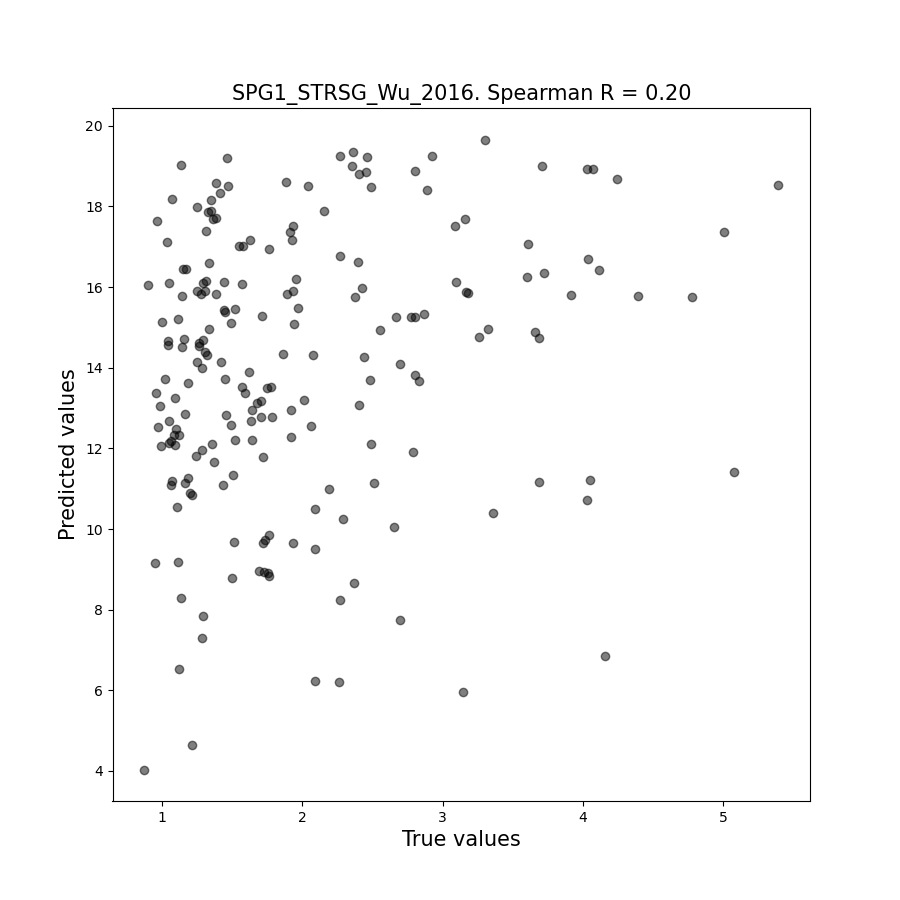 SPG1_STRSG_Wu_2016. Spearman R = 0.20
Predicted values
20
18
16
14
12
10
8
6
4
1 2 3 4 5
True values